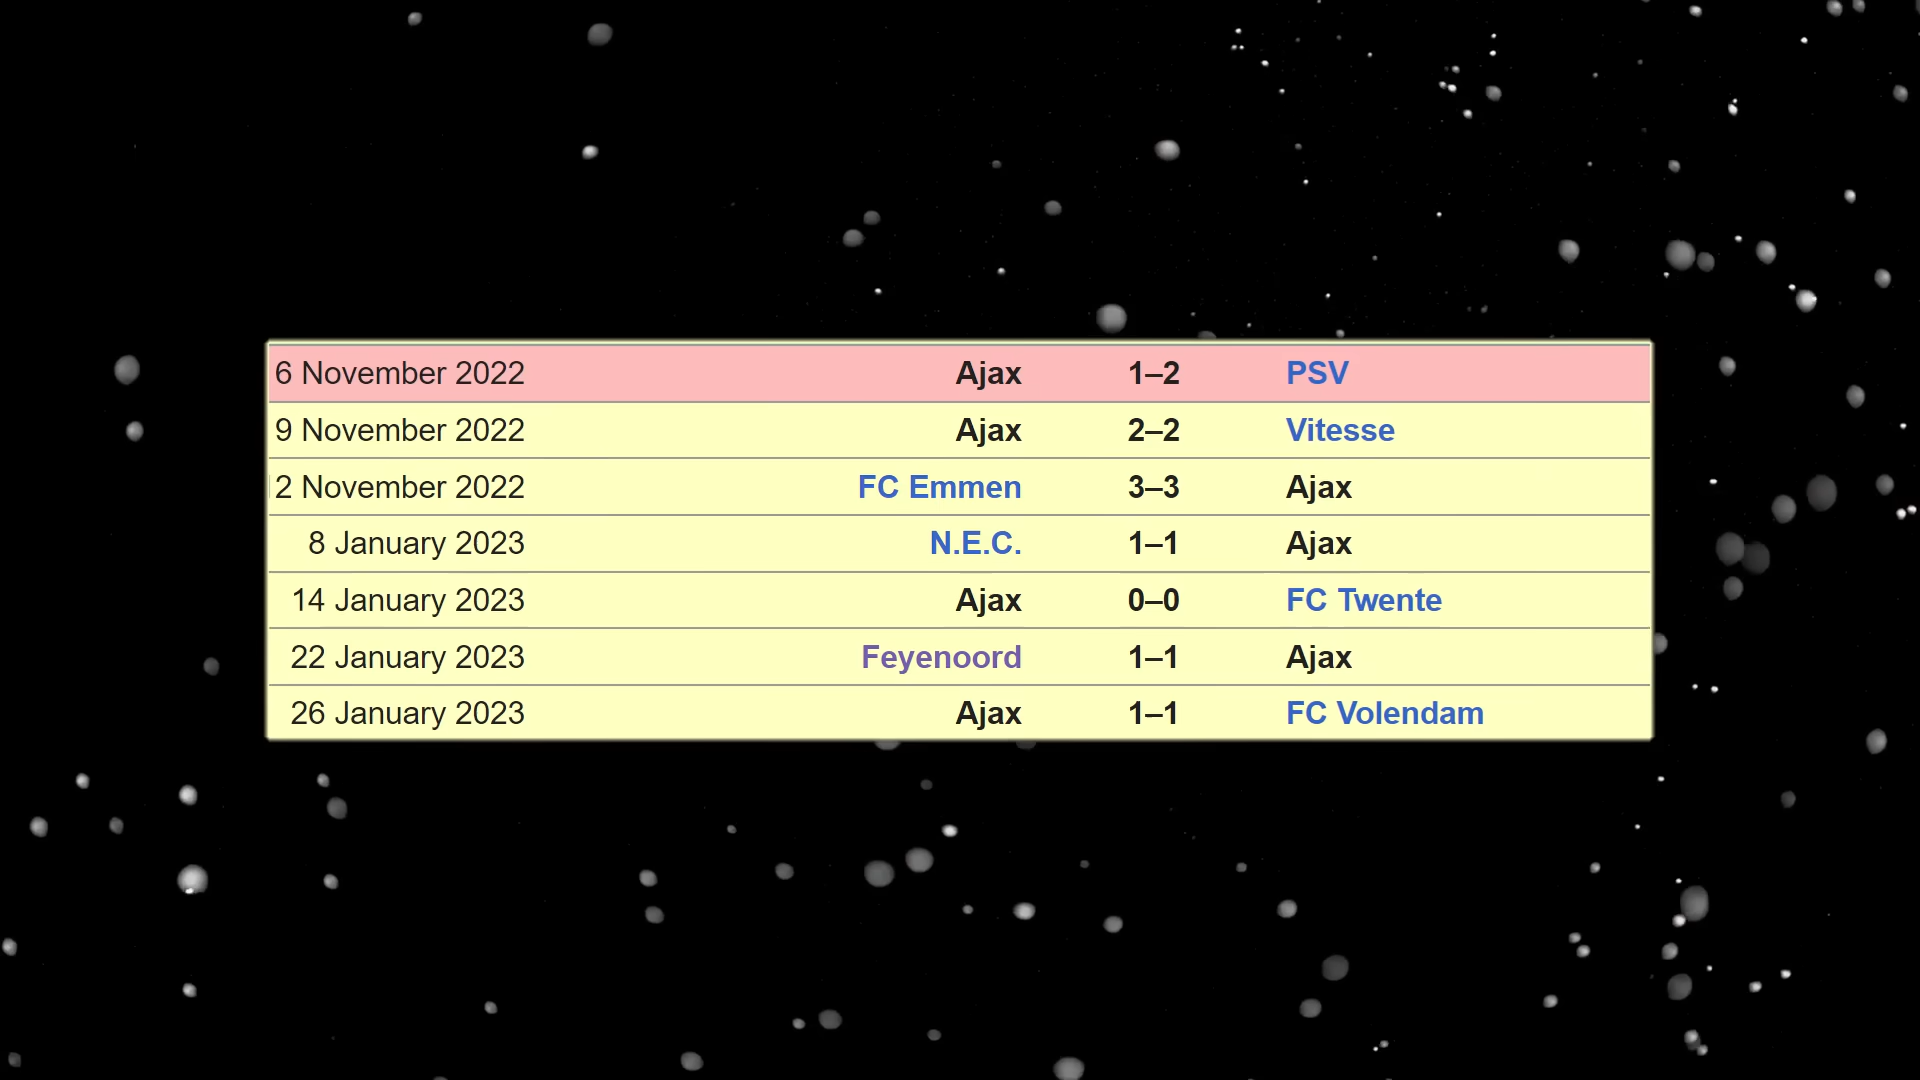 6 November 2022 Ajax 1–2 PSV
9 November 2022 Ajax 2–2 Vitesse
2 November 2022 FC Emmen 3–3 Ajax
8 January 2023 N.E.C. 1–1 Ajax
14 January 2023 Ajax 0–0 FC Twente
22 January 2023 Feyenoord 1–1 Ajax
26 January 2023 Ajax 1–1 FC Volendam